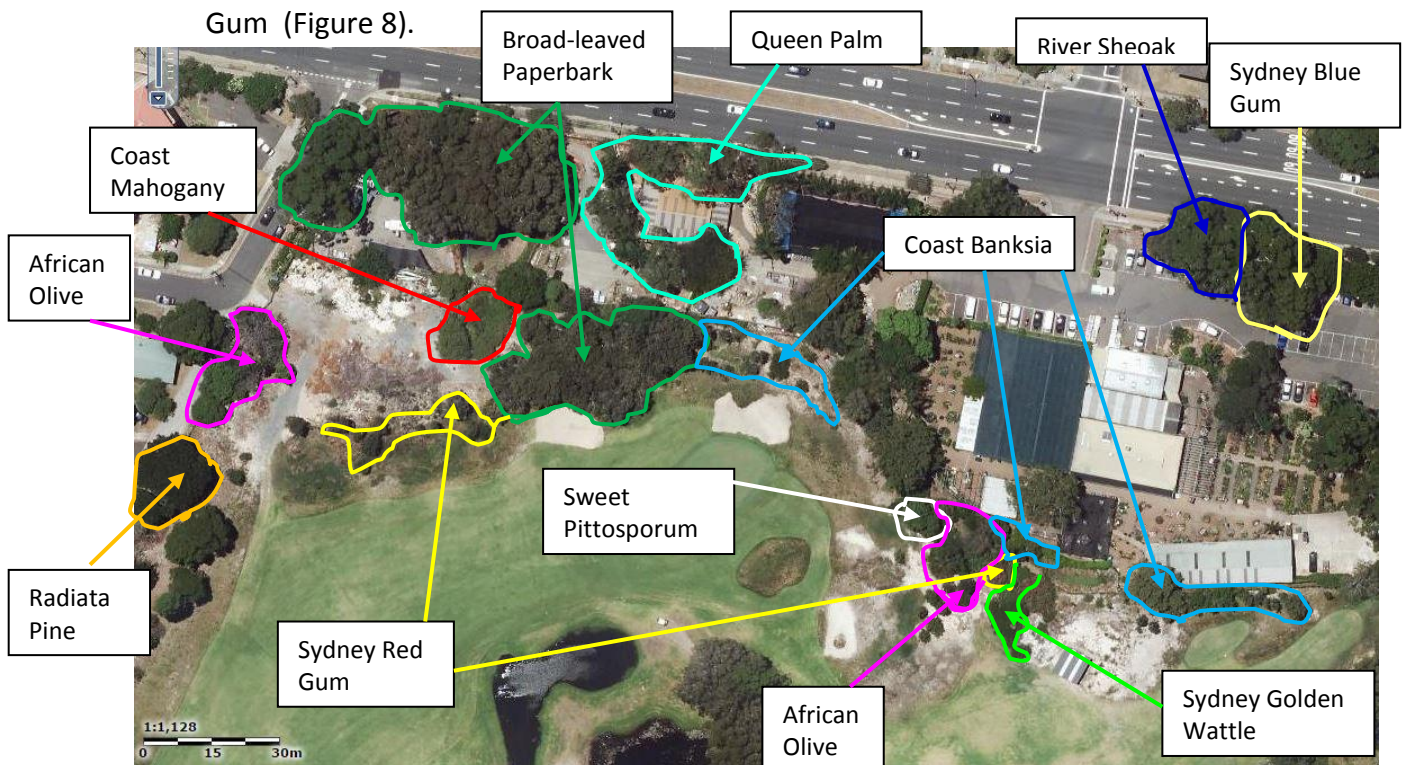 Gum (Figure 8).
Broad-leaved
Paperbark
Queen Palm
River Sheoak
Sydney Blue
Gum
Coast
Mahogany
African
Olive
Coast Banksia
Sweet
Pittosporum
Radiata
Pine
Sydney Red
Gum
African
Olive
Sydney Golden
Wattle
1:1,128
0 15 30m